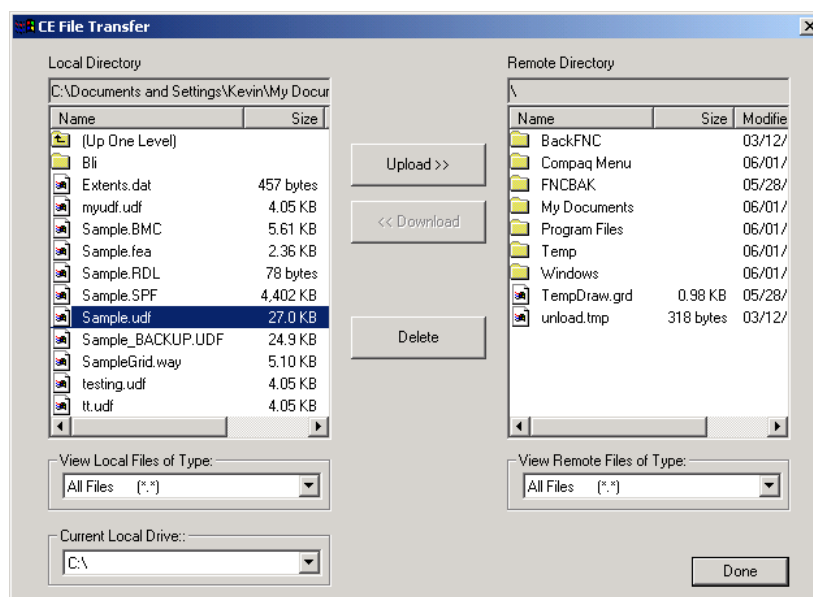 CE File Transfer
Local Directory
C:\Documents and Settings\Kevin\My Docur
Name Size
(Up One Level)
Bli
Extents.dat 457 bytes
myudf.udf 4.05 KB
Sample.BMC 5.61 KB
Sample.fea 2.36 KB
Sample.RDL 78 bytes
Sample.SPF 4,402 KB
Sample.udf 27.0 KB
Sample_BACKUP.UDF 24.9 KB
SampleGrid.way 5.10 KB
testing.udf 4.05 KB
tt.udf 4.05 KB
View Local Files of Type:
All Files (*.*)
Current Local Drive::
C:\
Upload >>
<< Download
Delete
Remote Directory
\
Name Size Modifie
BackFNC 03/12/
Compaq Menu 06/01/
FNCBAK 05/28/
My Documents 06/01/
Program Files 06/01/
Temp 06/01/
Windows 06/01/
TempDraw.grd 0.98 KB 05/28/
unload.tmp 318 bytes 03/12/
View Remote Files of Type:
All Files (*.*)
Done